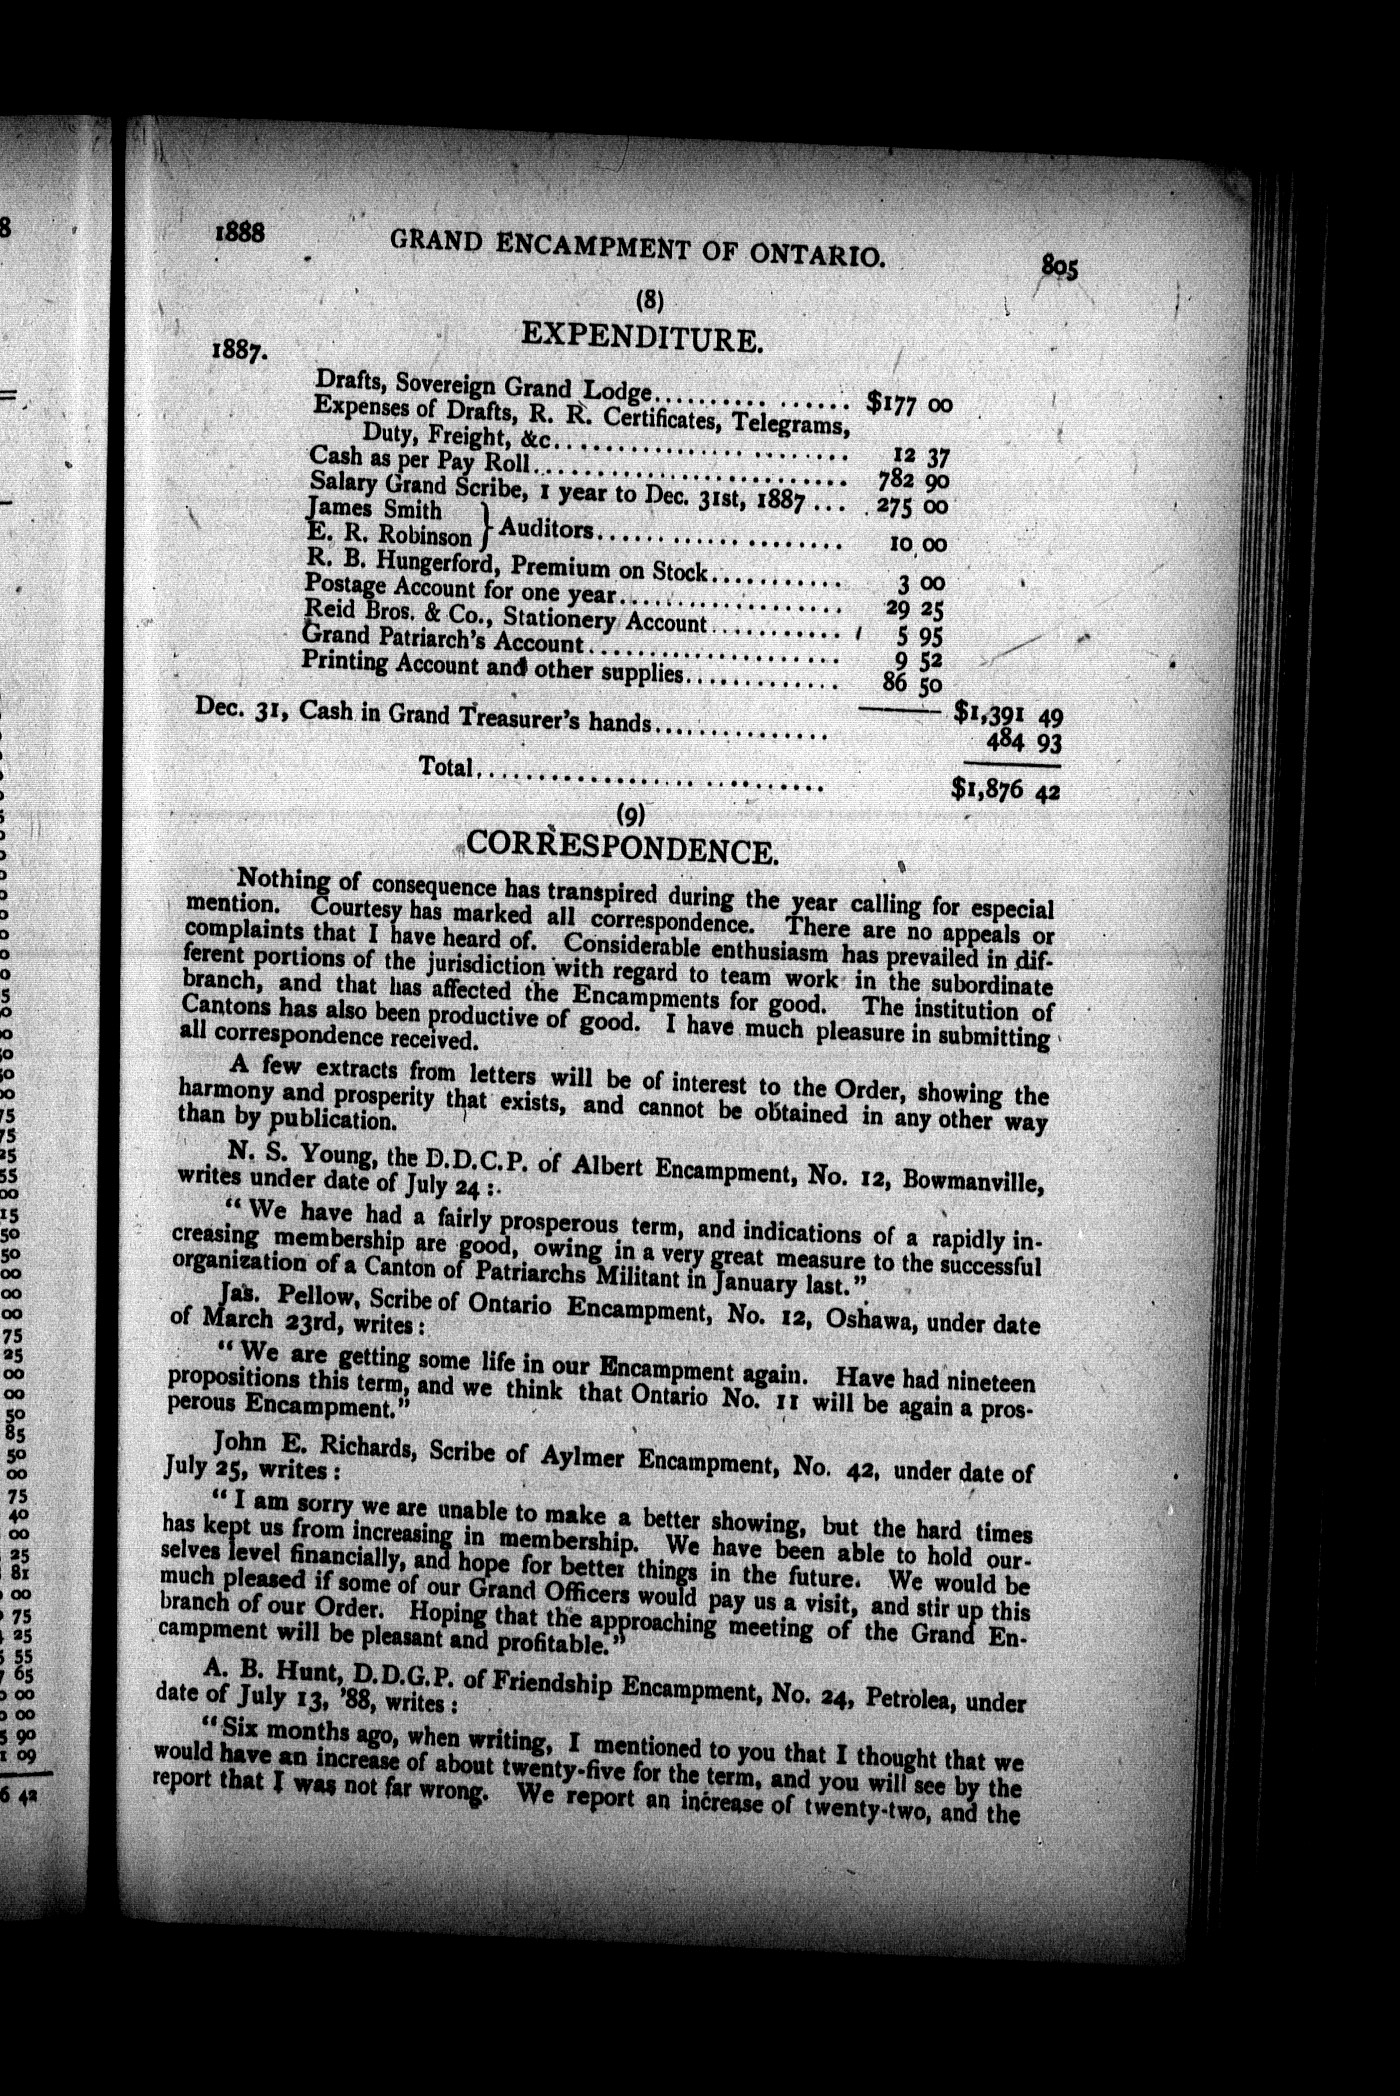 1888 GRAND ENCAMPMENT OF ONTARIO. 805
(8)
EXPENDITURE.
1887.
Drafts, Sovereign Grand Lodge................ $177 00
Expenses of Drafts, R. R. Certificates, Telegrams,
Duty, Freight, &c........................ 12 37
Cash as per Pay Roll.......................... 782 90
Salary Grand Scribe, 1 year to Dec. 31st, 1887 ... 275 00
James Smith
E. R. Robinson } Auditors.................... 10 00
R. B. Hungerford, Premium on Stock........... 3 00
Postage Account for one year................... 29 25
Reid Bros. & Co., Stationery Account........... 5 95
Grand Patriarch's Account..................... 9 52
Printing Account and other supplies............. 86 50
$1,391 49
Dec. 31, Cash in Grand Treasurer's hands............... 484 93
Total............................ $1,876 42
(9)
CORRESPONDENCE.
Nothing of consequence has transpired during the year calling for especial
mention. Courtesy has marked all correspondence. There are no appeals or
complaints that I have heard of. Considerable enthusiasm has prevailed in dif-
ferent portions of the jurisdiction with regard to team work in the subordinate
branch, and that has affected the Encampments for good. The institution of
Cantons has also been productive of good. I have much pleasure in submitting
all correspondence received.
A few extracts from letters will be of interest to the Order, showing the
harmony and prosperity that exists, and cannot be obtained in any other way
than by publication.
N. S. Young, the D.D.C.P. of Albert Encampment, No. 12, Bowmanville,
writes under date of July 24 :
" We have had a fairly prosperous term, and indications of a rapidly in-
creasing membership are good, owing in a very great measure to the successful
organization of a Canton of Patriarchs Militant in January last."
Jas. Pellow, Scribe of Ontario Encampment, No. 12, Oshawa, under date
of March 23rd, writes :
" We are getting some life in our Encampment again. Have had nineteen
propositions this term, and we think that Ontario No. 11 will be again a pros-
perous Encampment."
John E. Richards, Scribe of Aylmer Encampment, No. 42, under date of
July 25, writes :
" I am sorry we are unable to make a better showing, but the hard times
has kept us from increasing in membership. We have been able to hold our-
selves level financially, and hope for better things in the future. We would be
much pleased if some of our Grand Officers would pay us a visit, and stir up this
branch of our Order. Hoping that the approaching meeting of the Grand En-
campment will be pleasant and profitable."
A. B. Hunt, D.D.G.P. of Friendship Encampment, No. 24, Petrolea, under
date of July 13, '88, writes :
" Six months ago, when writing, I mentioned to you that I thought that we
would have an increase of about twenty-five for the term, and you will see by the
report that I was not far wrong. We report an increase of twenty-two, and the